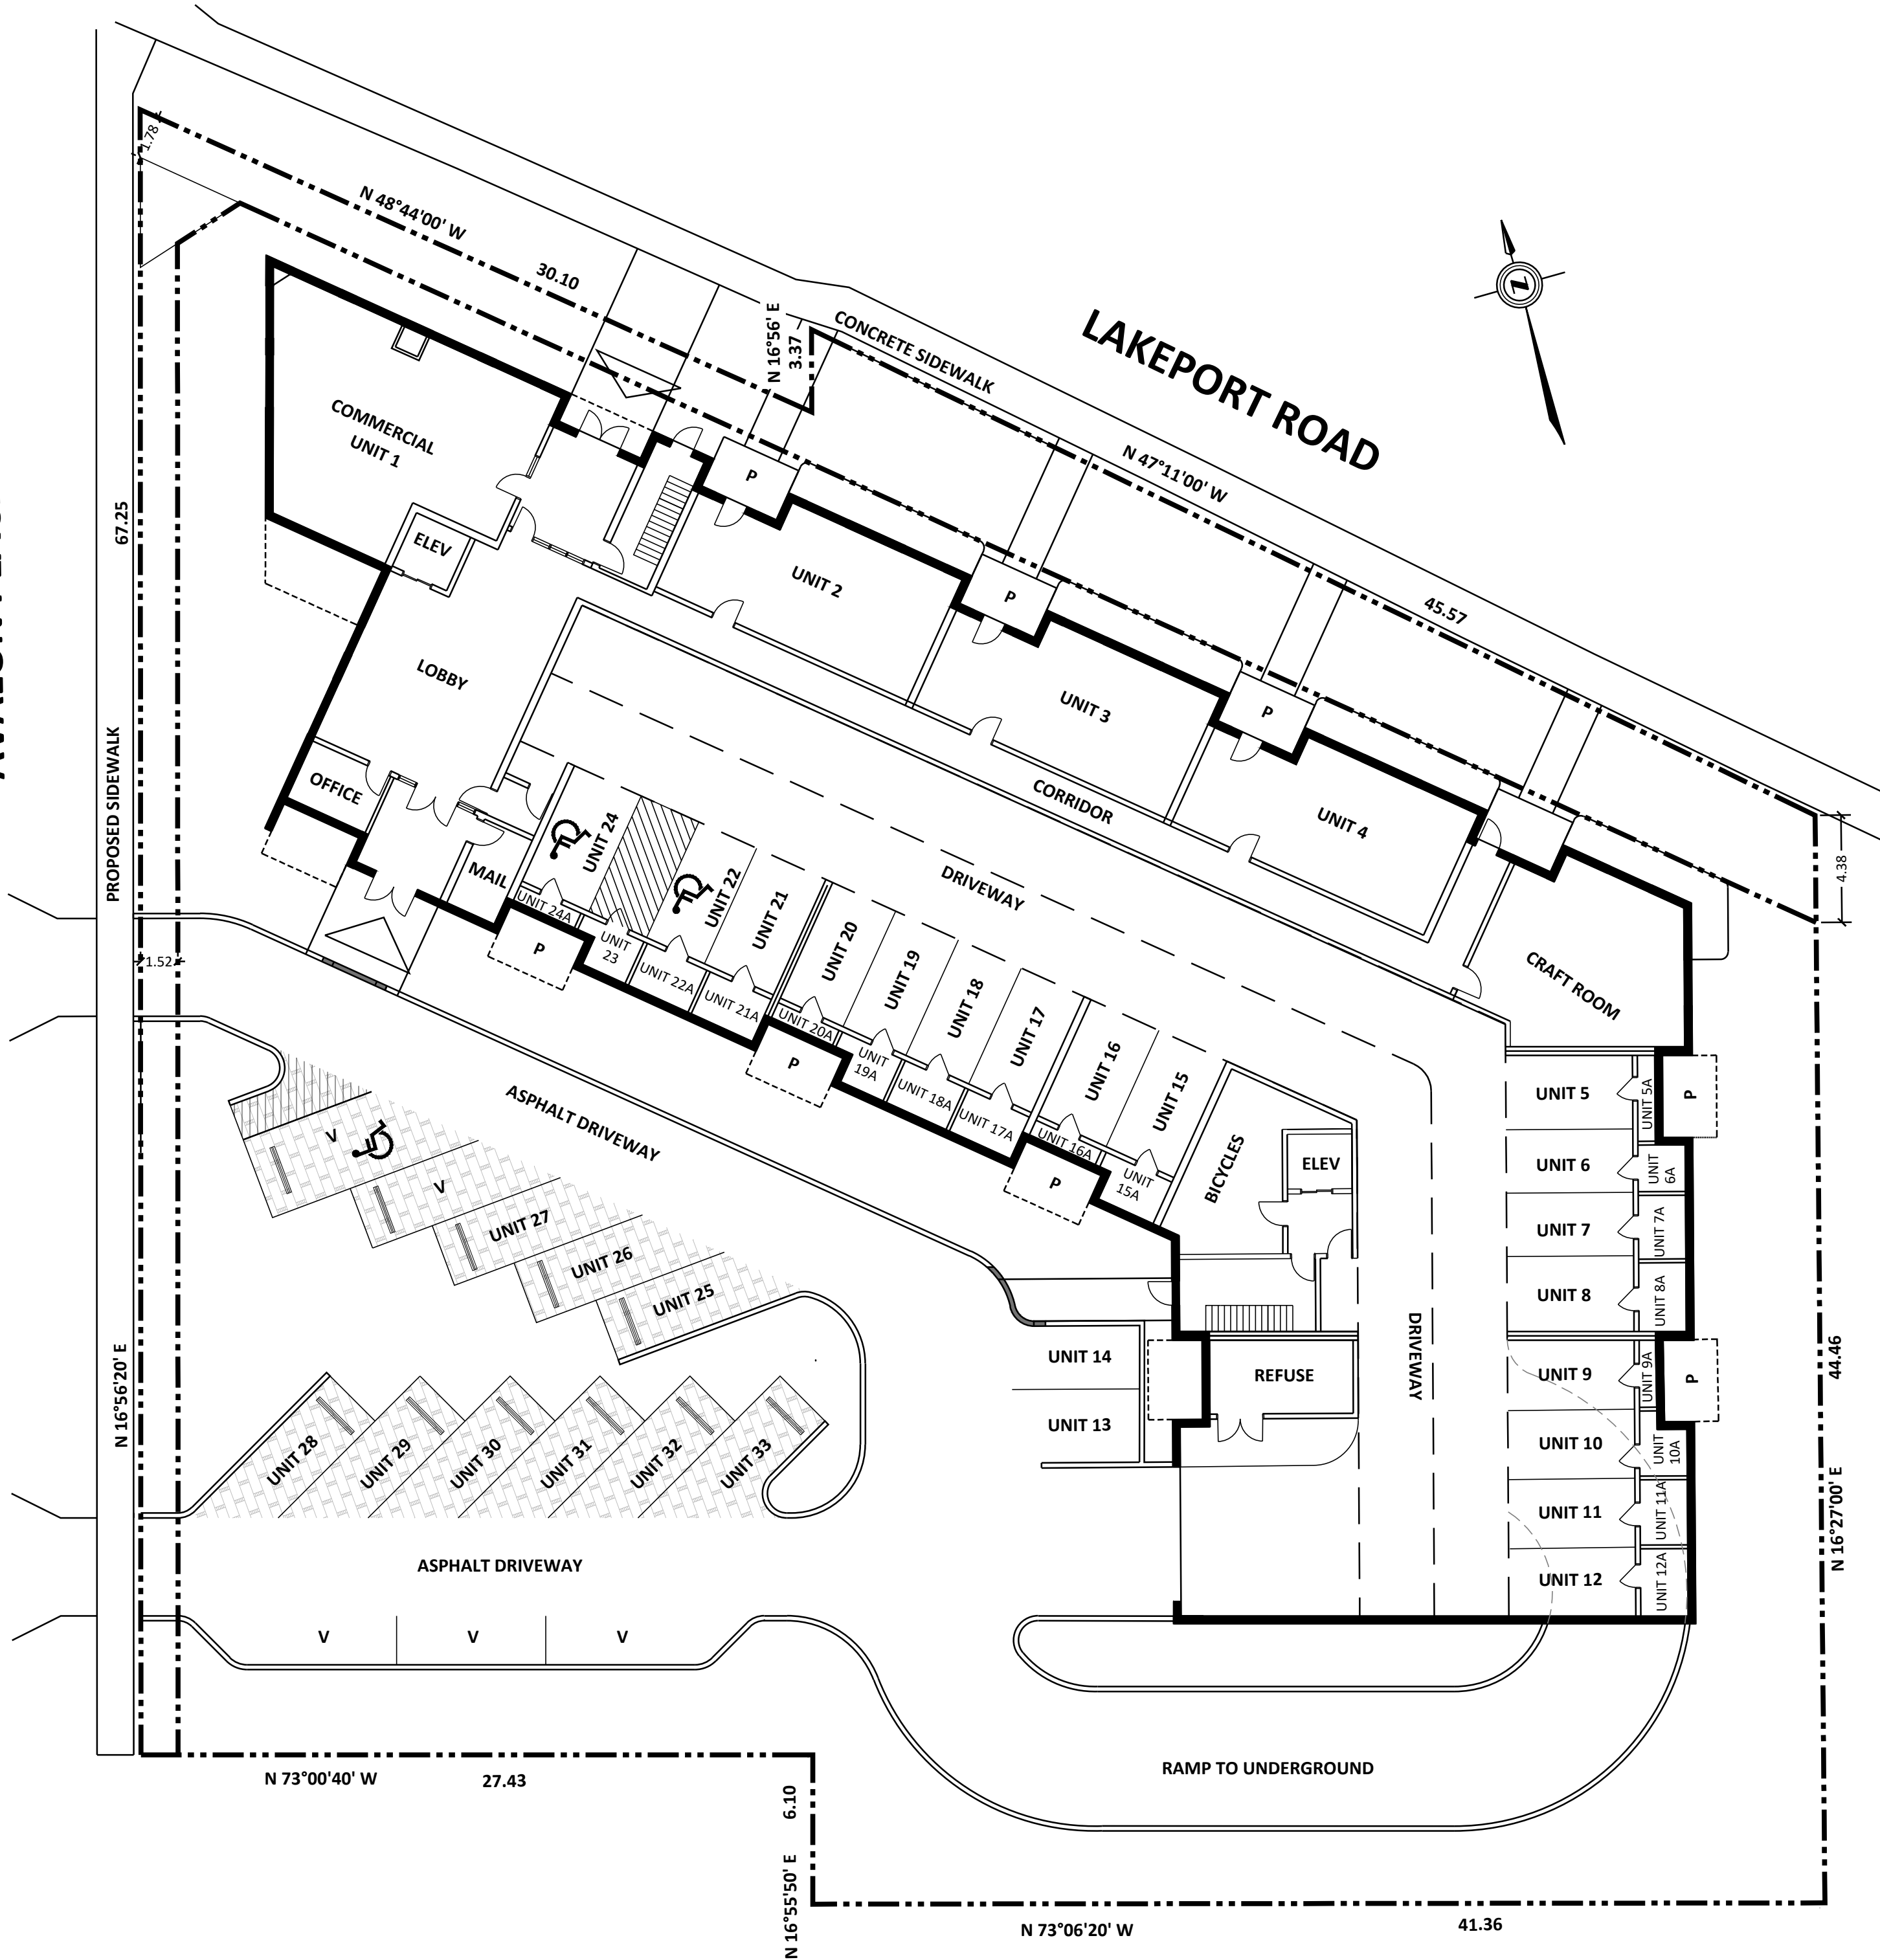 1.78
N 48°44'00' W
30.10
N 16°56' E
3.37
CONCRETE SIDEWALK
LAKEPORT ROAD
N
N 47°11'00' W
45.57
4.38
COMMERCIAL
UNIT 1
ELEV
LOBBY
OFFICE
MAIL
P
UNIT 2
P
UNIT 3
P
UNIT 4
CORRIDOR
DRIVEWAY
CRAFT ROOM
67.25
PROPOSED SIDEWALK
1.52
N 16°56'20' E
UNIT 24
UNIT 22
UNIT 21
UNIT 20
UNIT 19
UNIT 18
UNIT 17
UNIT 16
UNIT 15
UNIT 24A
UNIT
23
UNIT 22A
UNIT 21A
UNIT 20A
UNIT
19A
UNIT 18A
UNIT 17A
UNIT 16A
UNIT
15A
P
P
P
BICYCLES
ELEV
ASPHALT DRIVEWAY
V
V
UNIT 27
UNIT 26
UNIT 25
UNIT 14
UNIT 13
REFUSE
DRIVEWAY
UNIT 5
UNIT 6
UNIT 7
UNIT 8
UNIT 9
UNIT 10
UNIT 11
UNIT 12
UNIT 5A
UNIT
6A
UNIT 7A
UNIT 8A
UNIT 9A
UNIT
10A
UNIT 11A
UNIT 12A
P
P
44.46
N 16°27'00' E
UNIT 28
UNIT 29
UNIT 30
UNIT 31
UNIT 32
UNIT 33
ASPHALT DRIVEWAY
V
V
V
RAMP TO UNDERGROUND
N 73°00'40' W
27.43
6.10
N 16°55'50' E
N 73°06'20' W
41.36